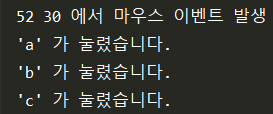 52 30 에서 마우스 이벤트 발생
'a' 가 눌렸습니다.
'b' 가 눌렸습니다.
'c' 가 눌렸습니다.